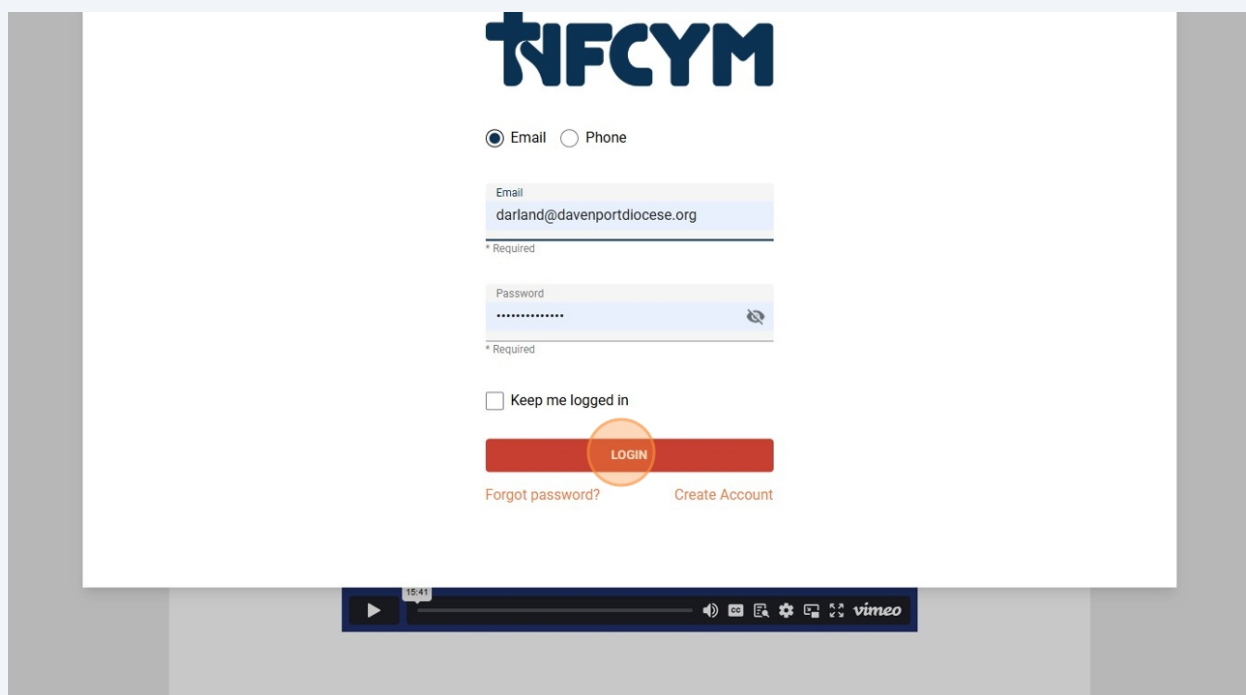 NFCYM
Email Phone
Email
darland@davenportdiocese.org
* Required
Password
••••••••••••••
* Required
Keep me logged in
LOGIN
Forgot password? Create Account
15:41
CC
vimeo